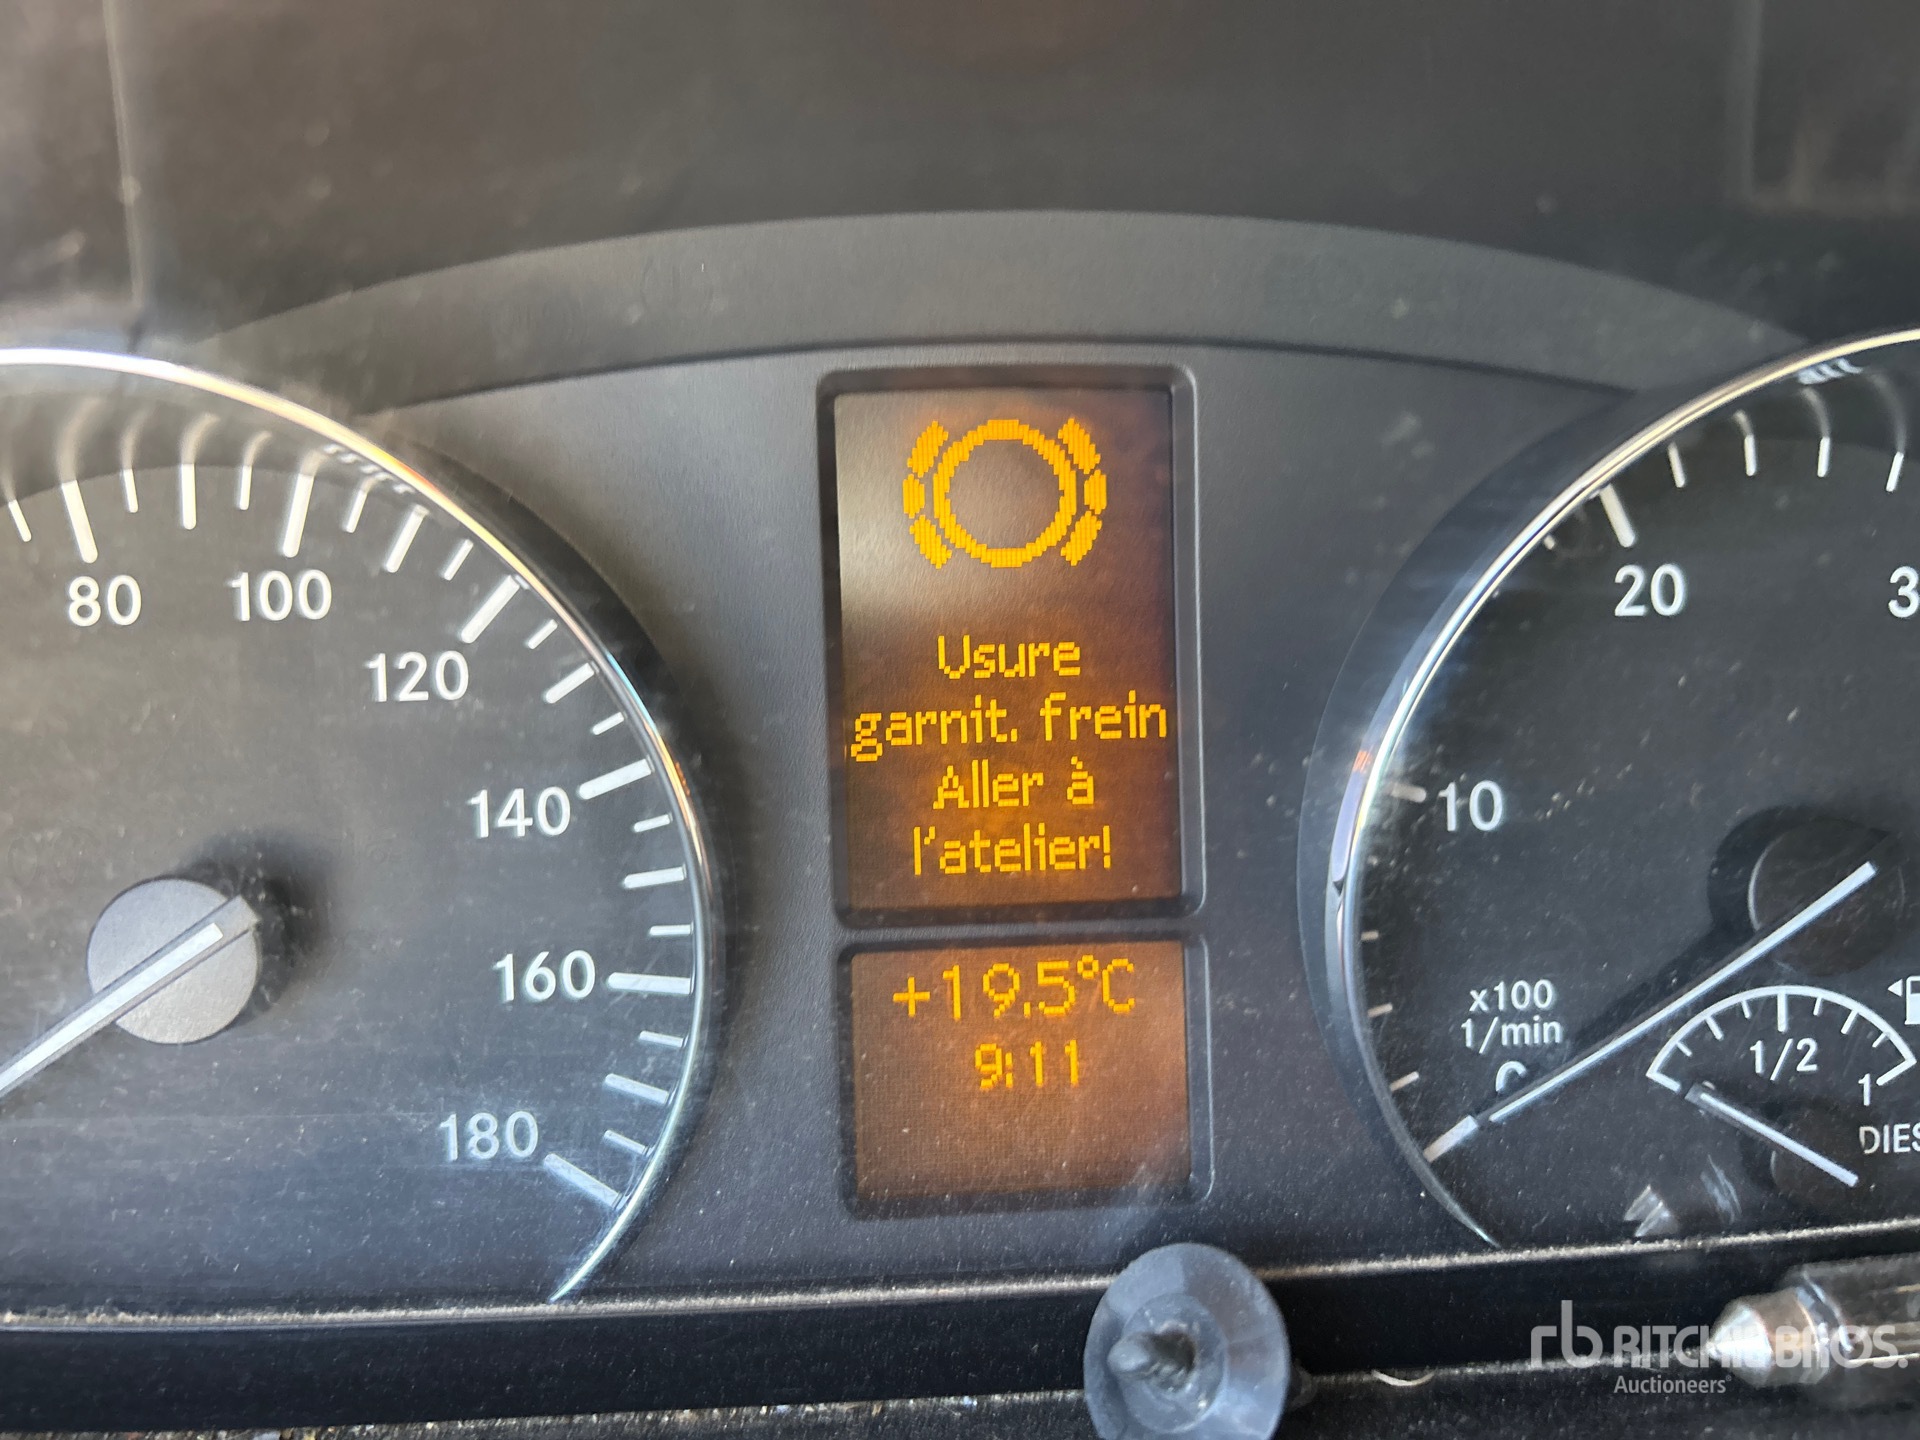 80
100
120
140
160
180
Usure
garnit. frein
Aller à
l'atelier!
+19.5°C
9:11
10
20
x100
1/min
1/2
1
rb RITCHIE BROS.
Auctioneers